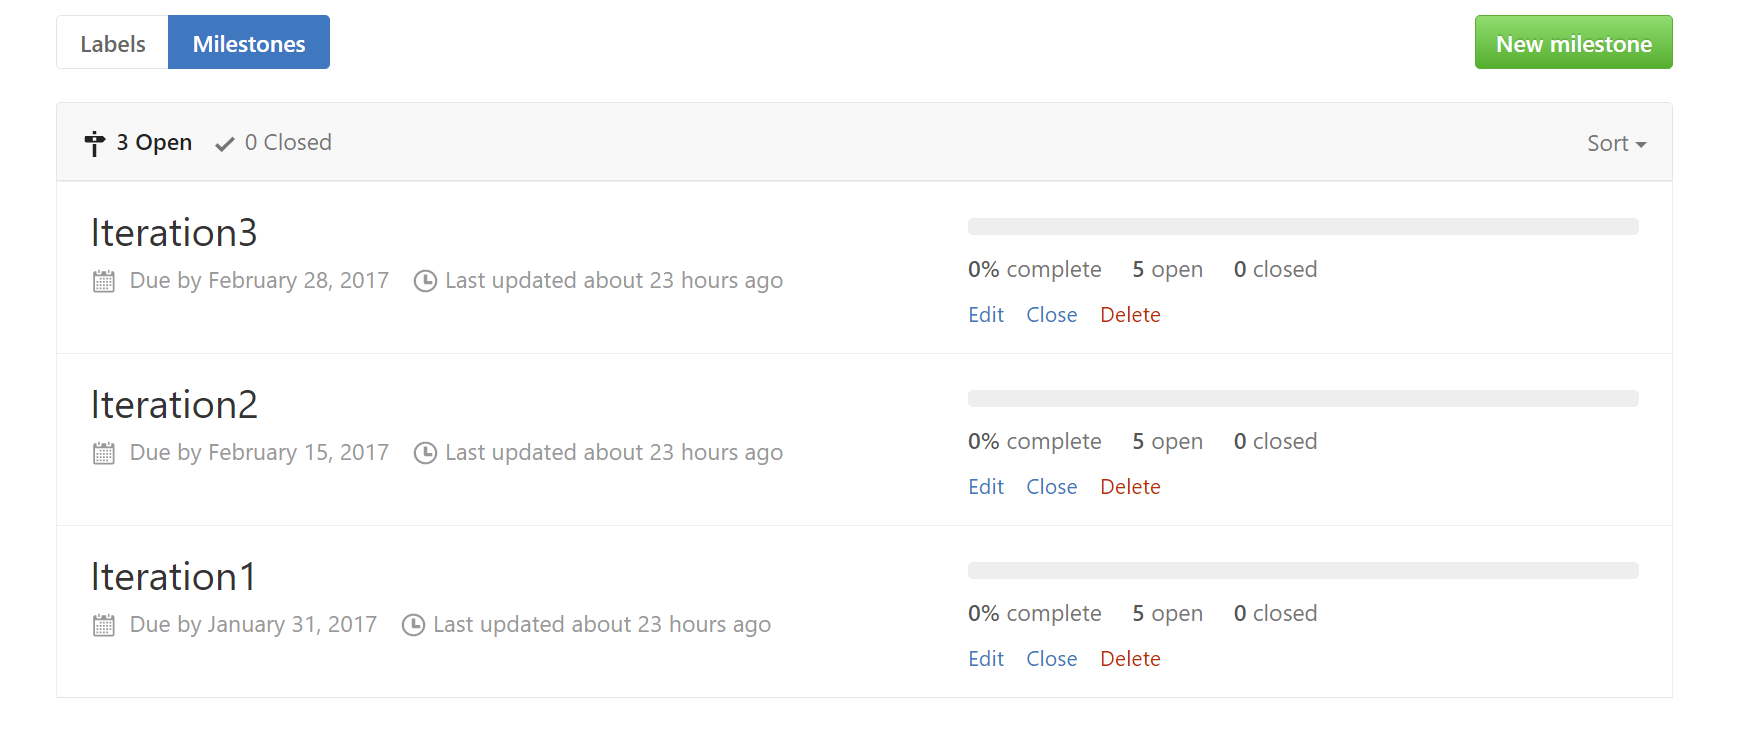 Labels Milestones New milestone
3 Open 0 Closed Sort
Iteration3
Due by February 28, 2017 Last updated about 23 hours ago
0% complete 5 open 0 closed
Edit Close Delete
Iteration2
Due by February 15, 2017 Last updated about 23 hours ago
0% complete 5 open 0 closed
Edit Close Delete
Iteration1
Due by January 31, 2017 Last updated about 23 hours ago
0% complete 5 open 0 closed
Edit Close Delete